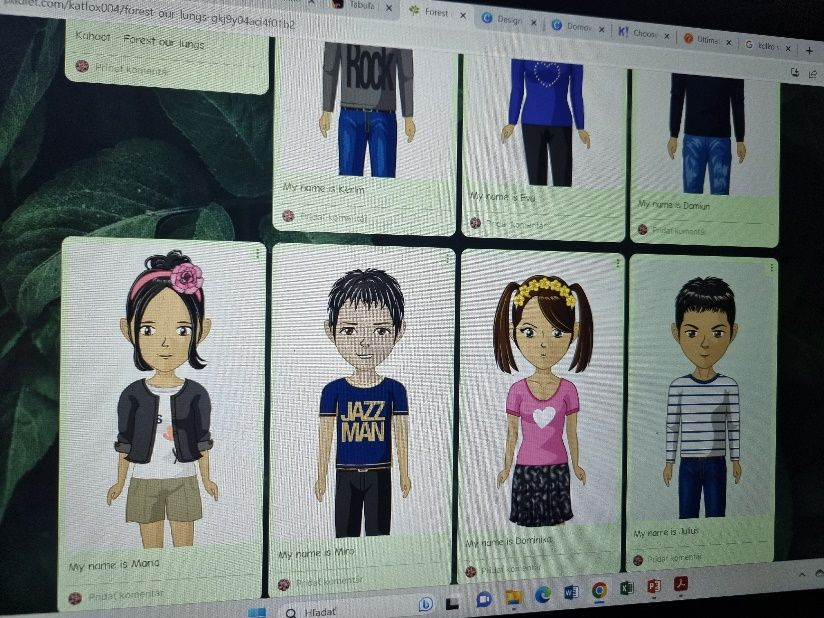 padlet.com/katfox004/forest-our-lungs-gkj9y04aci4f01b2
Tabuľa
Forest
Design
Domov
Choose
Ultima
kolko s
Kahoot - Forest our lungs
Pridať komentár
ROCK
My name is Kerim
Pridať komentár
My name is Eva
Pridať komentár
My name is Damian
Pridať komentár
My name is Maria
Pridať komentár
JAZZ
MAN
My name is Miro
Pridať komentár
My name is Dominika
Pridať komentár
My name is Julius
Pridať komentár
Hľadať